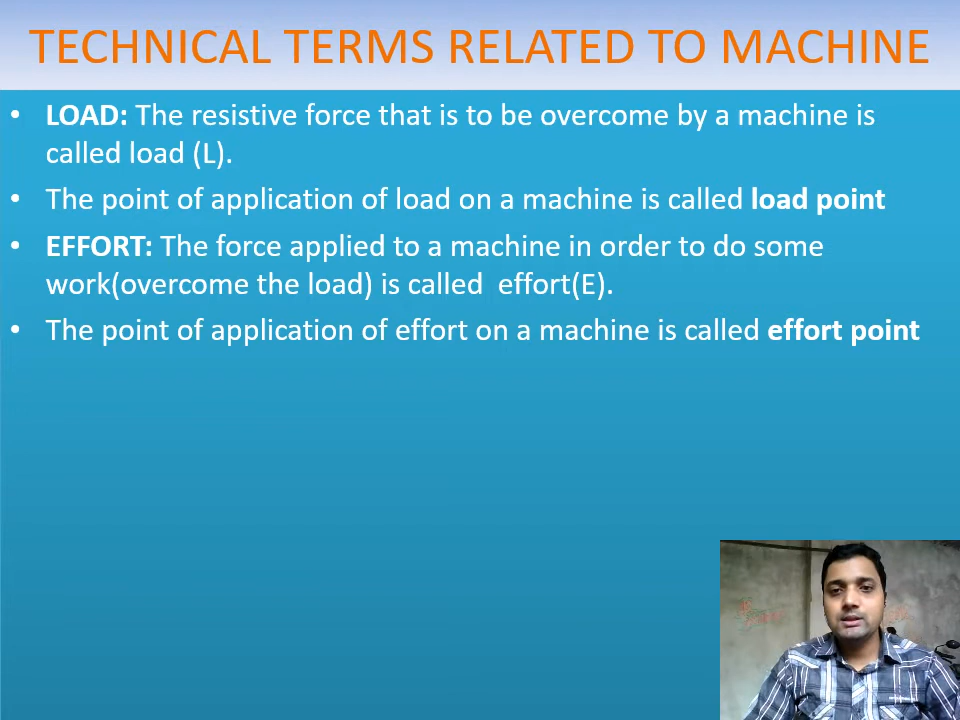 TECHNICAL TERMS RELATED TO MACHINE
• LOAD: The resistive force that is to be overcome by a machine is
called load (L).
• The point of application of load on a machine is called load point
• EFFORT: The force applied to a machine in order to do some
work(overcome the load) is called  effort(E).
• The point of application of effort on a machine is called effort point